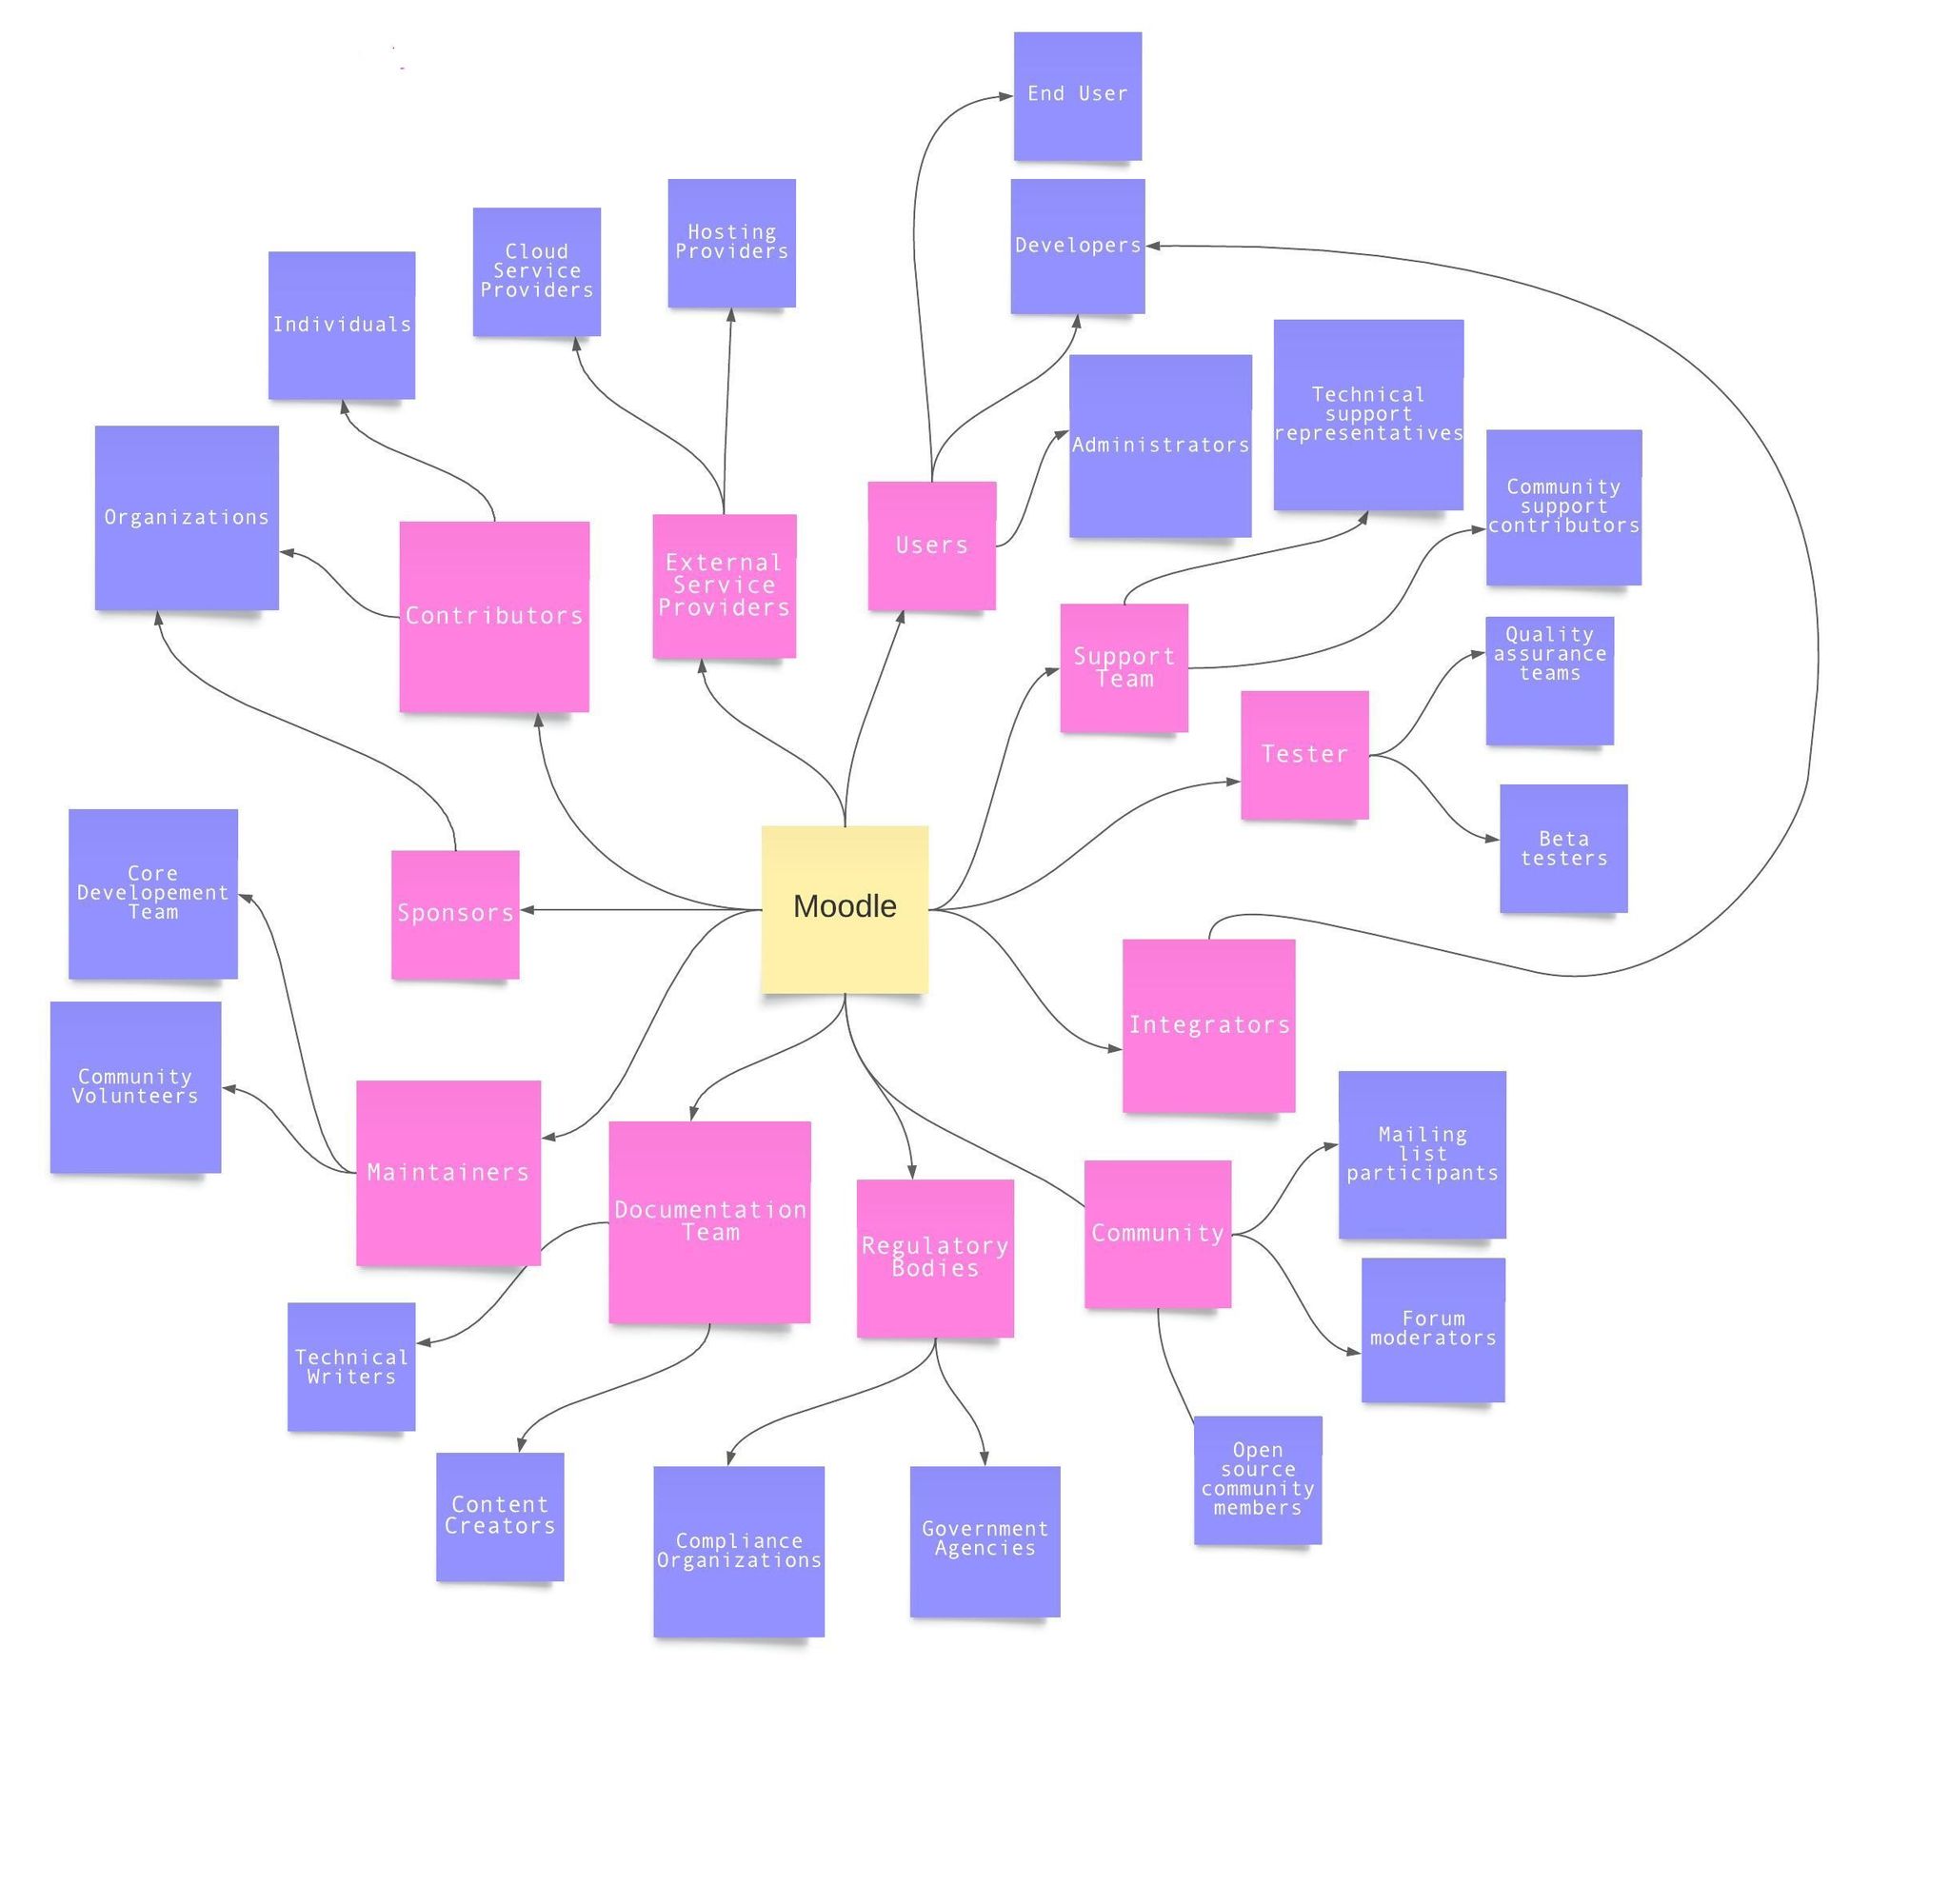 End User
Developers
Hosting
Providers
Cloud
Service
Providers
Individuals
Organizations
Administrators
Technical
support
representatives
Community
support
contributors
Users
External
Service
Providers
Contributors
Support
Team
Quality
assurance
teams
Tester
Beta
testers
Core
Developement
Team
Sponsors
Moodle
Integrators
Community
Volunteers
Maintainers
Documentation
Team
Regulatory
Bodies
Community
Mailing
list
participants
Forum
moderators
Technical
Writers
Content
Creators
Compliance
Organizations
Government
Agencies
Open
source
community
members